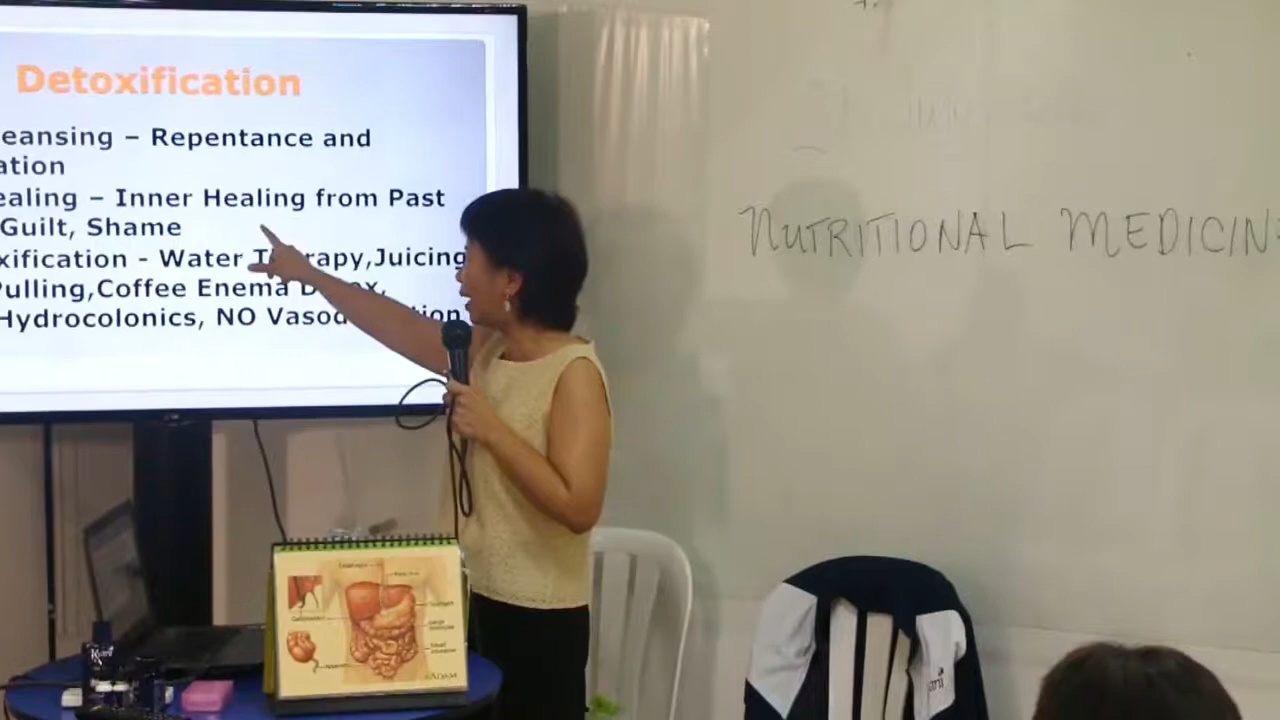 Detoxification
eansing – Repentance and
ation
ealing – Inner Healing from Past
Guilt, Shame
xification - Water Therapy,Juicing
Pulling,Coffee Enema
Hydrocolonics, NO
NUTRITIONAL MEDICIN
ADAM